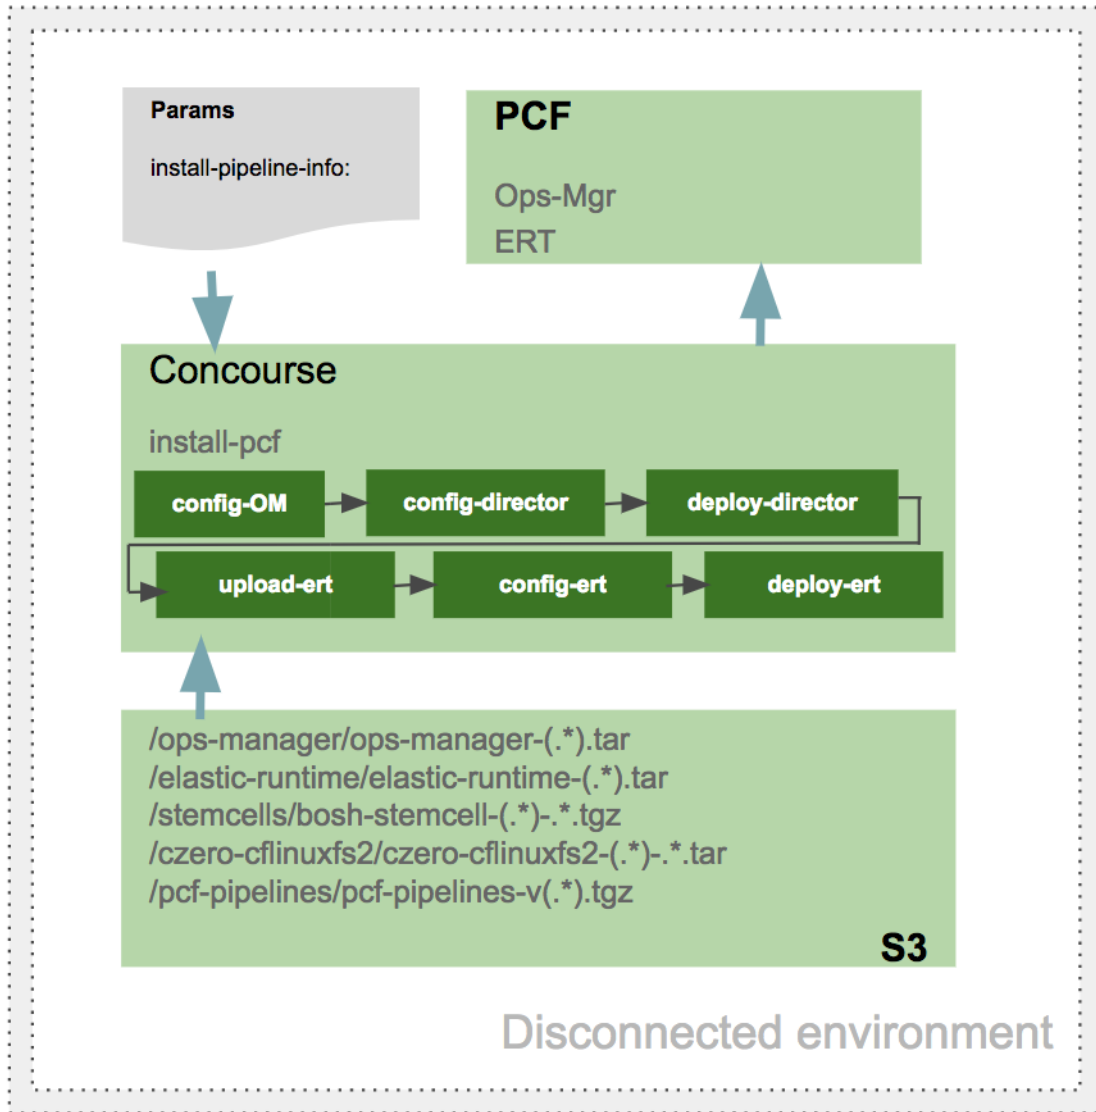 Params
install-pipeline-info:
PCF
Ops-Mgr
ERT
Concourse
install-pcf
config-OM
config-director
deploy-director
upload-ert
config-ert
deploy-ert
/ops-manager/ops-manager-(.*).tar
/elastic-runtime/elastic-runtime-(.*).tar
/stemcells/bosh-stemcell-(.*)-.*.tgz
/czero-cflinuxfs2/czero-cflinuxfs2-(.*)-.*.tar
/pcf-pipelines/pcf-pipelines-v(.*).tgz
S3
Disconnected environment